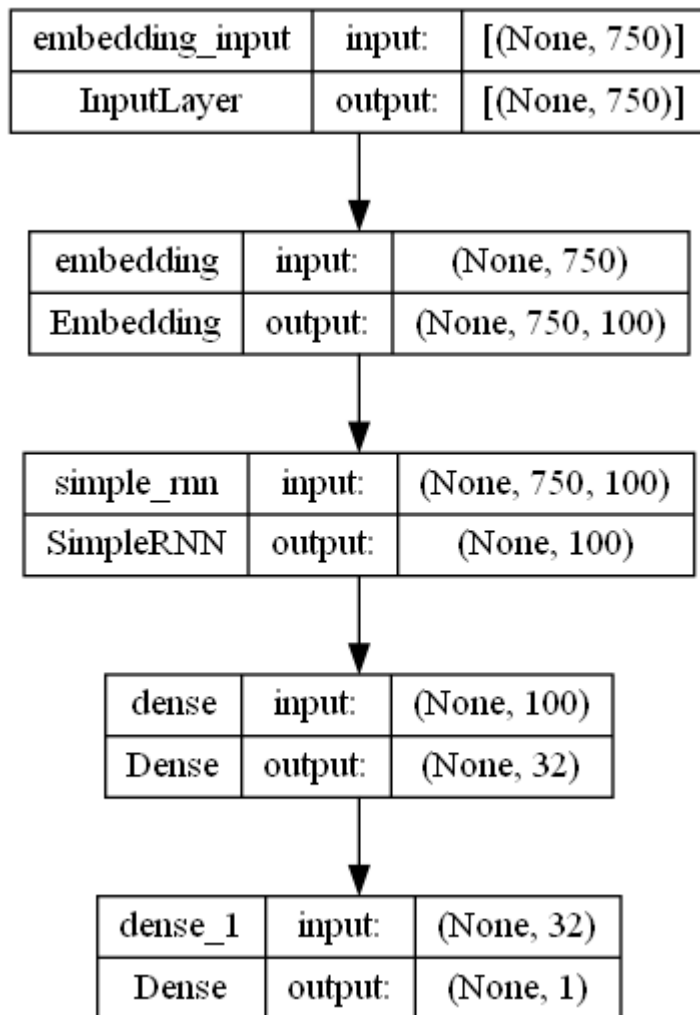 embedding_input input: [(None, 750)]
InputLayer output: [(None, 750)]
embedding input: (None, 750)
Embedding output: (None, 750, 100)
simple_rnn input: (None, 750, 100)
SimpleRNN output: (None, 100)
dense input: (None, 100)
Dense output: (None, 32)
dense_1 input: (None, 32)
Dense output: (None, 1)